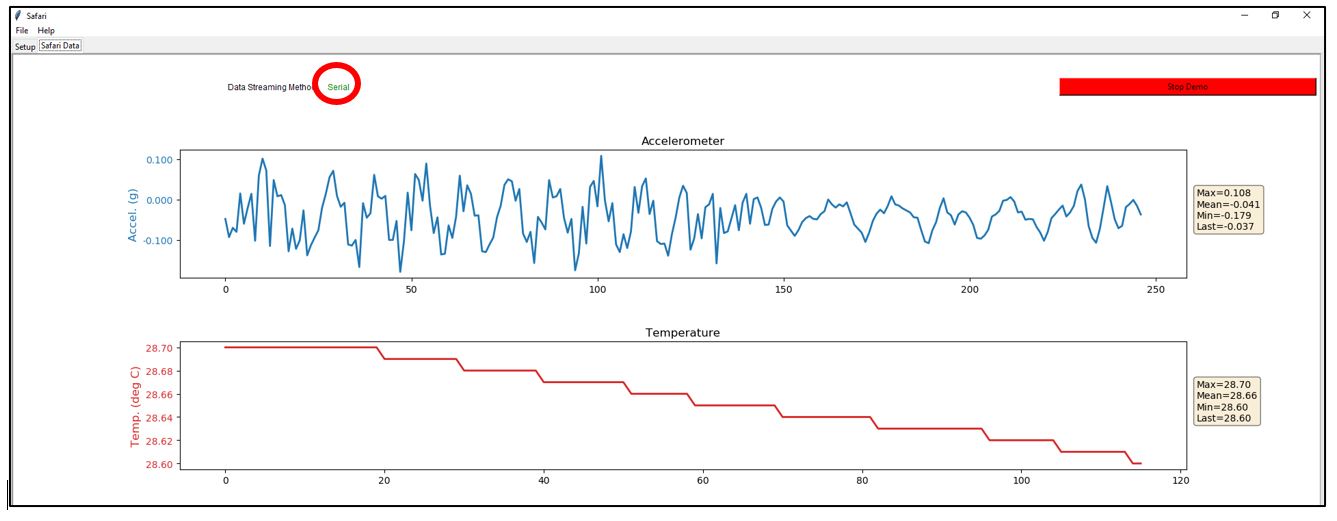 Safari
File Help
Setup Safari Data
Data Streaming Metho Serial
Stop Demo
Accelerometer
0.100
0.000
-0.100
Accel. (g)
0 50 100 150 200 250
Max=0.108
Mean=-0.041
Min=-0.179
Last=-0.037
Temperature
28.70
28.68
28.66
28.64
28.62
28.60
Temp. (deg C)
0 20 40 60 80 100 120
Max=28.70
Mean=28.66
Min=28.60
Last=28.60